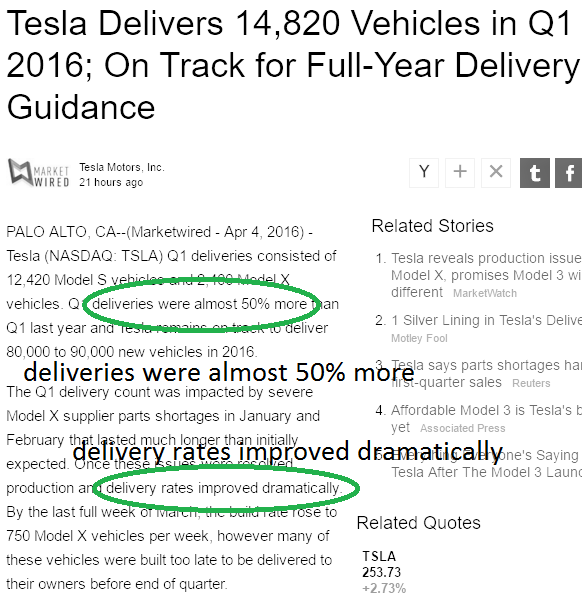 Tesla Delivers 14,820 Vehicles in Q1
2016; On Track for Full-Year Delivery
Guidance
MARKET
WIRED
Tesla Motors, Inc.
21 hours ago
Y + × t f
PALO ALTO, CA--(Marketwired - Apr 4, 2016) -
Tesla (NASDAQ: TSLA) Q1 deliveries consisted of
12,420 Model S vehicles and 2,400 Model X
vehicles. Q1 deliveries were almost 50% more than
Q1 last year and Tesla remains on track to deliver
80,000 to 90,000 new vehicles in 2016.
deliveries were almost 50% more
The Q1 delivery count was impacted by severe
Model X supplier parts shortages in January and
February that lasted much longer than initially
delivery rates improved dramatically
expected. Once these issues were resolved,
production and delivery rates improved dramatically.
By the last full week of March, the build rate rose to
750 Model X vehicles per week, however many of
these vehicles were built too late to be delivered to
their owners before end of quarter.
Related Stories
1. Tesla reveals production issue
Model X, promises Model 3 wi
different MarketWatch
2. 1 Silver Lining in Tesla's Delive
Motley Fool
3. Tesla says parts shortages har
first-quarter sales Reuters
4. Affordable Model 3 is Tesla's b
yet Associated Press
5. Everything Everyone's Saying
Tesla After The Model 3 Launc
Related Quotes
TSLA
253.73
+2.73%